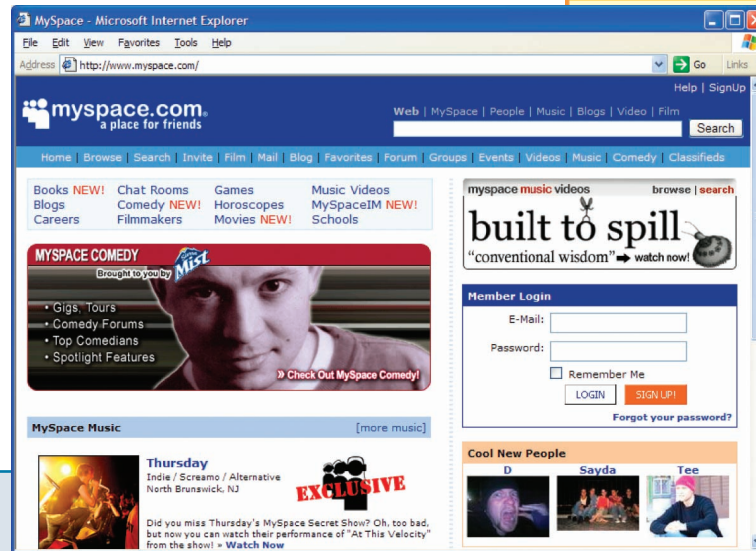 MySpace - Microsoft Internet Explorer
File Edit View Favorites Tools Help
Address http://www.myspace.com/ Go Links
Help | SignUp
myspace.com®
a place for friends
Web | MySpace | People | Music | Blogs | Video | Film
Search
Home | Browse | Search | Invite | Film | Mail | Blog | Favorites | Forum | Groups | Events | Videos | Music | Comedy | Classifieds
Books NEW! Chat Rooms Games Music Videos
Blogs Comedy NEW! Horoscopes MySpaceIM NEW!
Careers Filmmakers Movies NEW! Schools
MYSPACE COMEDY
Brought to you by Mist
• Gigs, Tours
• Comedy Forums
• Top Comedians
• Spotlight Features
» Check Out MySpace Comedy!
MySpace Music [more music]
Thursday
Indie / Screamo / Alternative
North Brunswick, NJ
EXCLUSIVE
Did you miss Thursday's MySpace Secret Show? Oh, too bad,
but now you can watch their performance of "At This Velocity"
from the show! » Watch Now
myspace music videos browse | search
built to spill
"conventional wisdom" watch now!
Member Login
E-Mail:
Password:
Remember Me
LOGIN SIGN UP!
Forgot your password?
Cool New People
D Sayda Tee